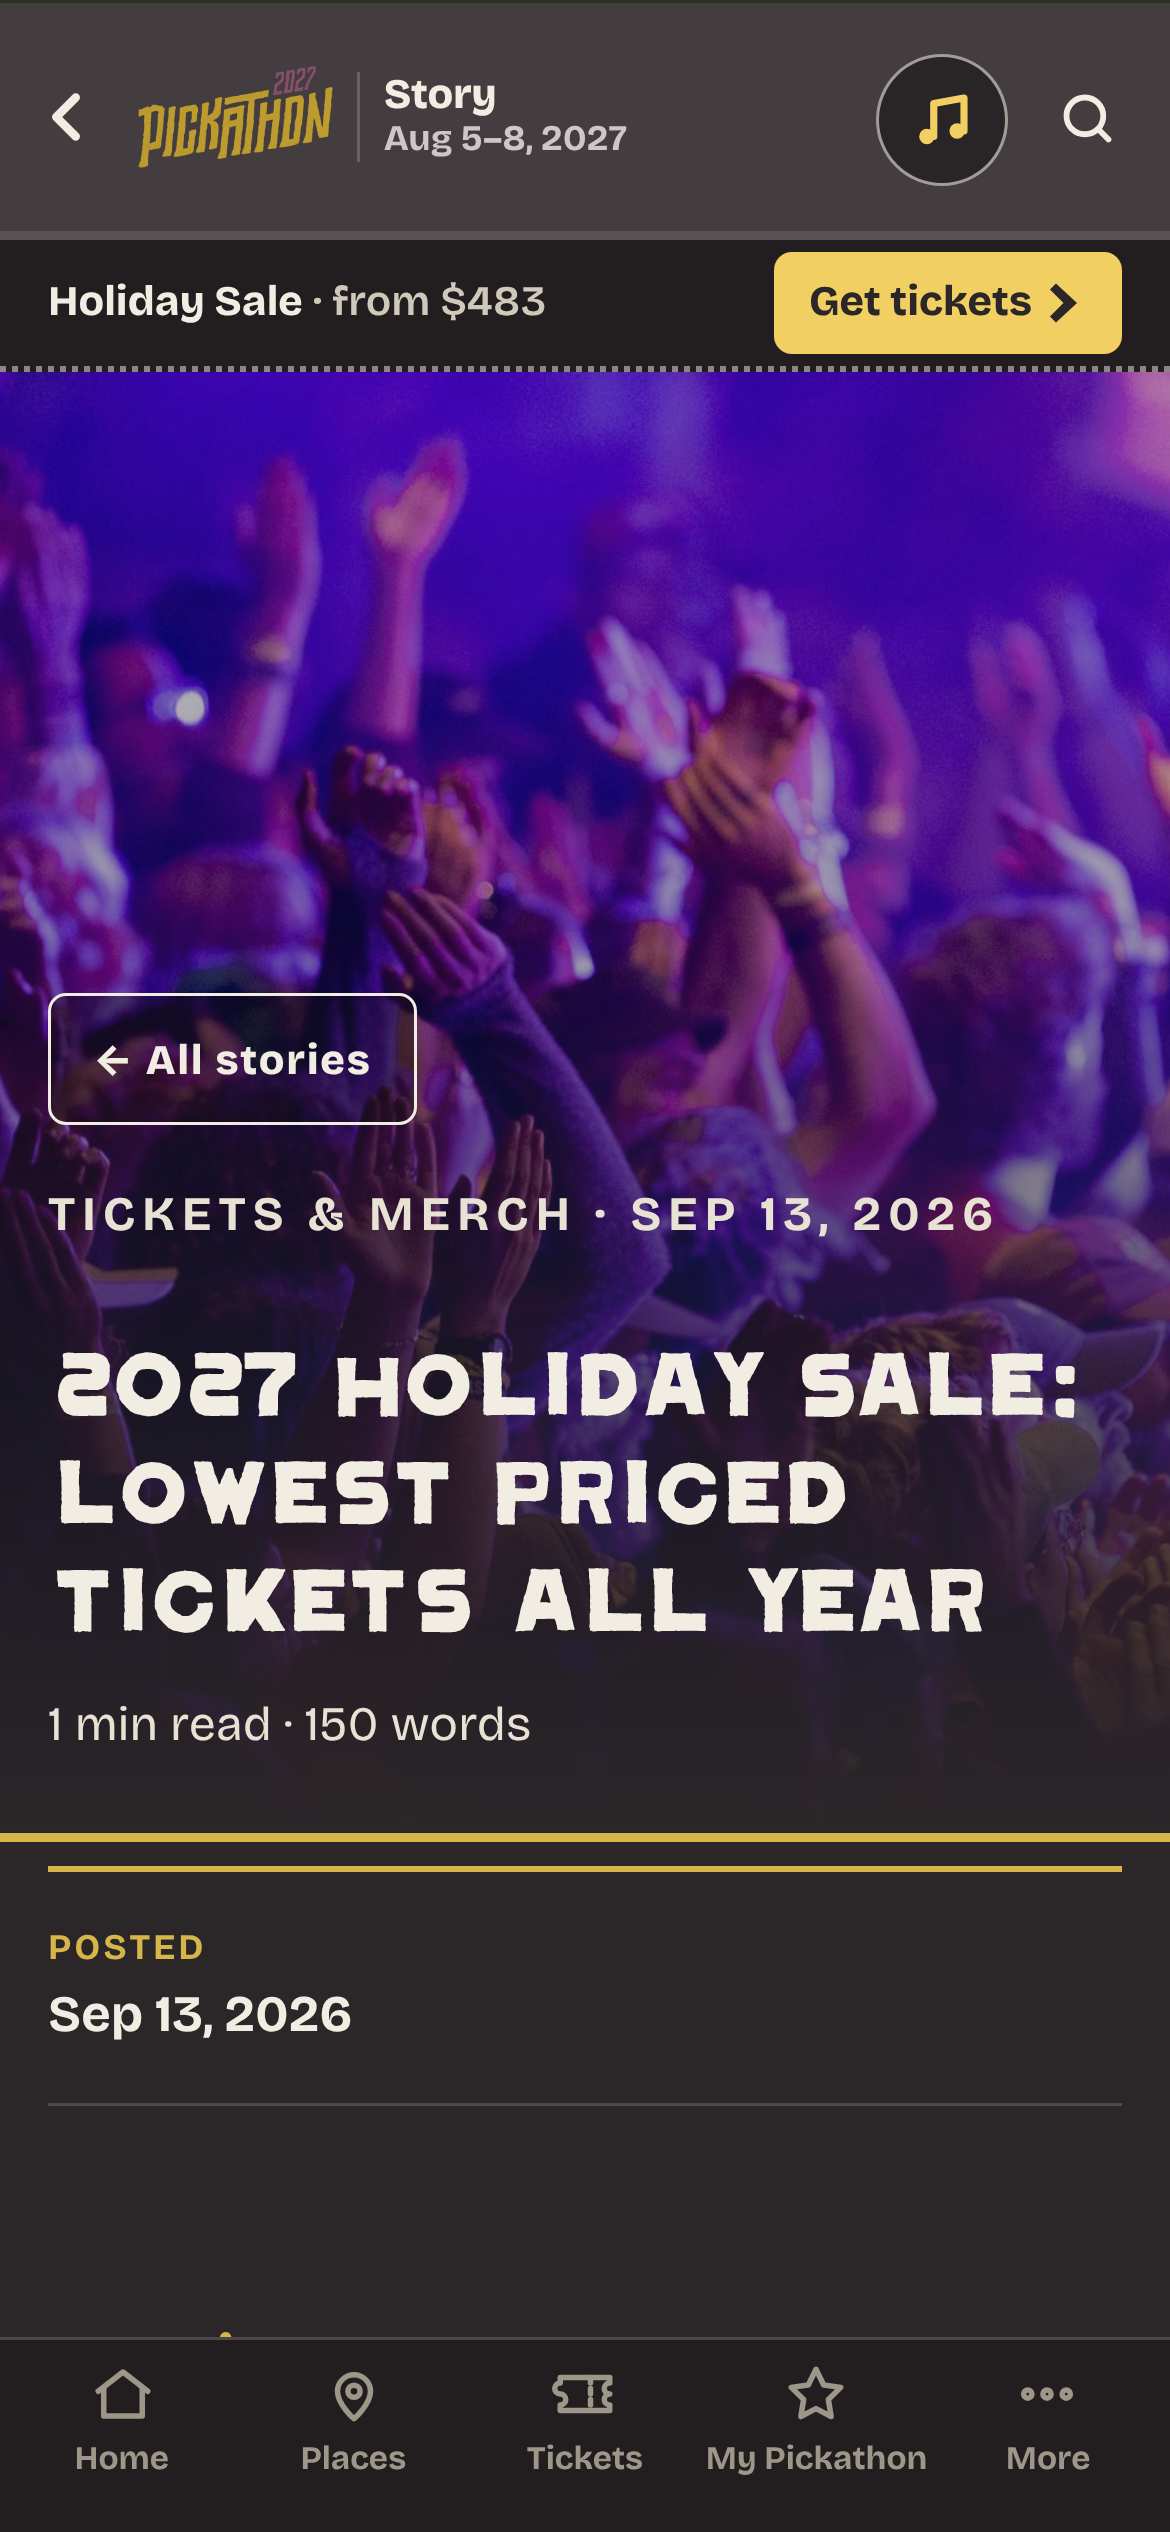 2027
PICKATHON
Story
Aug 5–8, 2027
Holiday Sale · from $483
Get tickets
← All stories
TICKETS & MERCH · SEP 13, 2026
2027 HOLIDAY SALE:
LOWEST PRICED
TICKETS ALL YEAR
1 min read · 150 words
POSTED
Sep 13, 2026
Home
Places
Tickets
My Pickathon
More